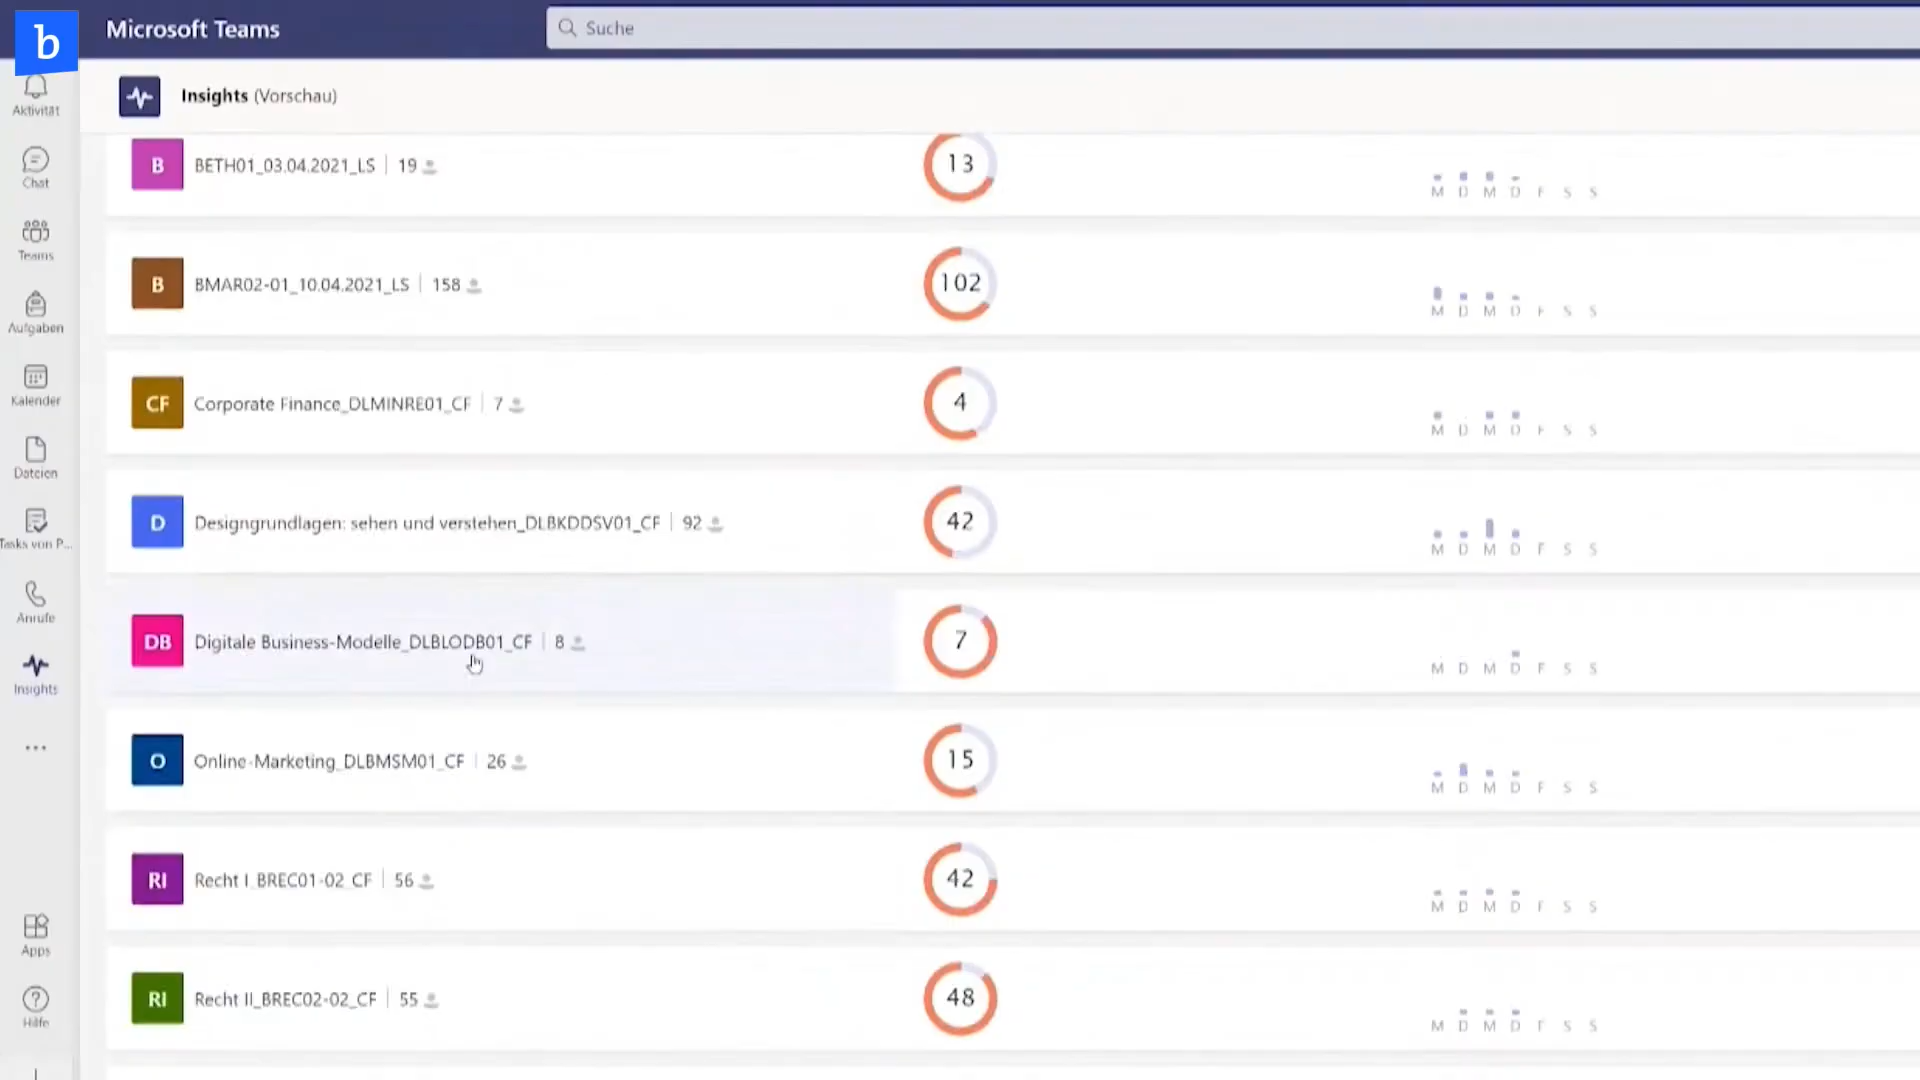 b
Microsoft Teams
Suche
Insights (Vorschau)
Aktivität
Chat
Teams
Aufgaben
Kalender
Dateien
Tasks von P...
Anrufe
Insights
...
Apps
Hilfe
B BETH01_03.04.2021_LS | 19 13 M D M D F S S
B BMAR02-01_10.04.2021_LS | 158 102 M D M D F S S
CF Corporate Finance_DLMINRE01_CF | 7 4 M D M D F S S
D Designgrundlagen: sehen und verstehen_DLBKDDSV01_CF | 92 42 M D M D F S S
DB Digitale Business-Modelle_DLBLODB01_CF | 8 7 M D M D F S S
O Online-Marketing_DLBMSM01_CF | 26 15 M D M D F S S
RI Recht I_BREC01-02_CF | 56 42 M D M D F S S
RI Recht II_BREC02-02_CF | 55 48 M D M D F S S